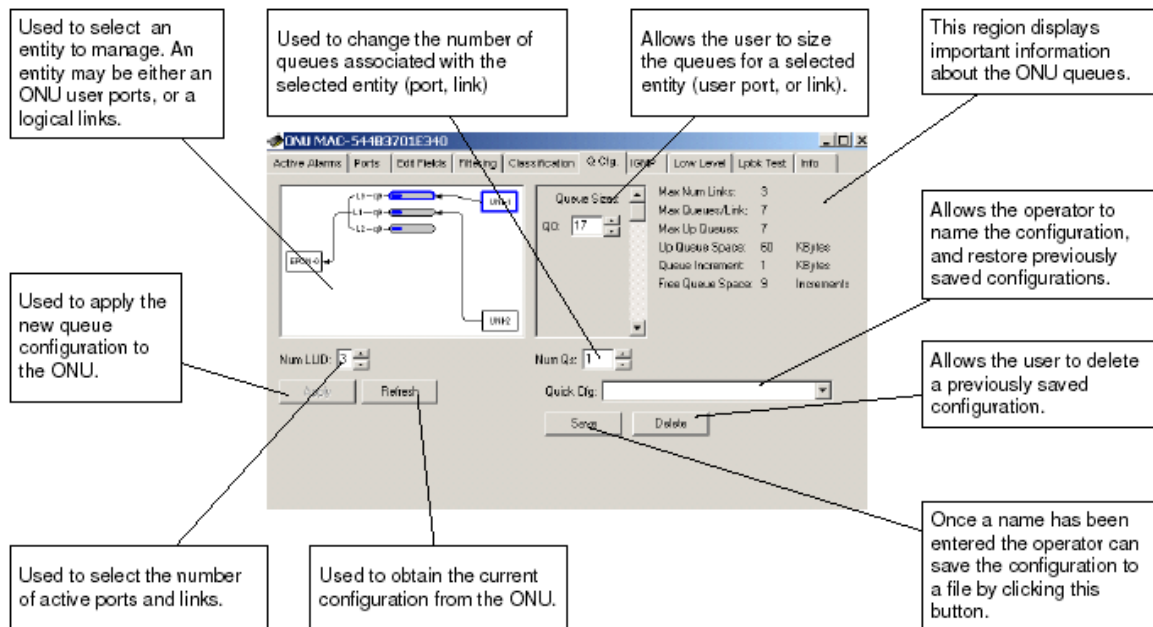 Used to select an
entity to manage. An
entity may be either an
ONU user ports, or a
logical links.
Used to change the number of
queues associated with the
selected entity (port, link)
Allows the user to size
the queues for a selected
entity (user port, or link).
This region displays
important information
about the ONU queues.
ONU MAC-544B3701E340
Active Alarms Ports Edit Fields Filtering Classification Q Cfg. IGMP Low Level Lpbk Test Info
L0 q0
L1 q0
L2 q0
UNI-1
EPON-0
UNI-2
Queue Sizes
Q0: 17
Max Num Links: 3
Max Queues/Link: 7
Max Up Queues: 7
Up Queue Space: 60 KBytes
Queue Increment: 1 KBytes
Free Queue Space: 9 Increments
Num LLID: 3
Num Qs: 1
Apply Refresh
Quick Cfg:
Save Delete
Used to apply the
new queue
configuration to
the ONU.
Allows the operator to
name the configuration,
and restore previously
saved configurations.
Allows the user to delete
a previously saved
configuration.
Used to select the number
of active ports and links.
Used to obtain the current
configuration from the ONU.
Once a name has been
entered the operator can
save the configuration to
a file by clicking this
button.